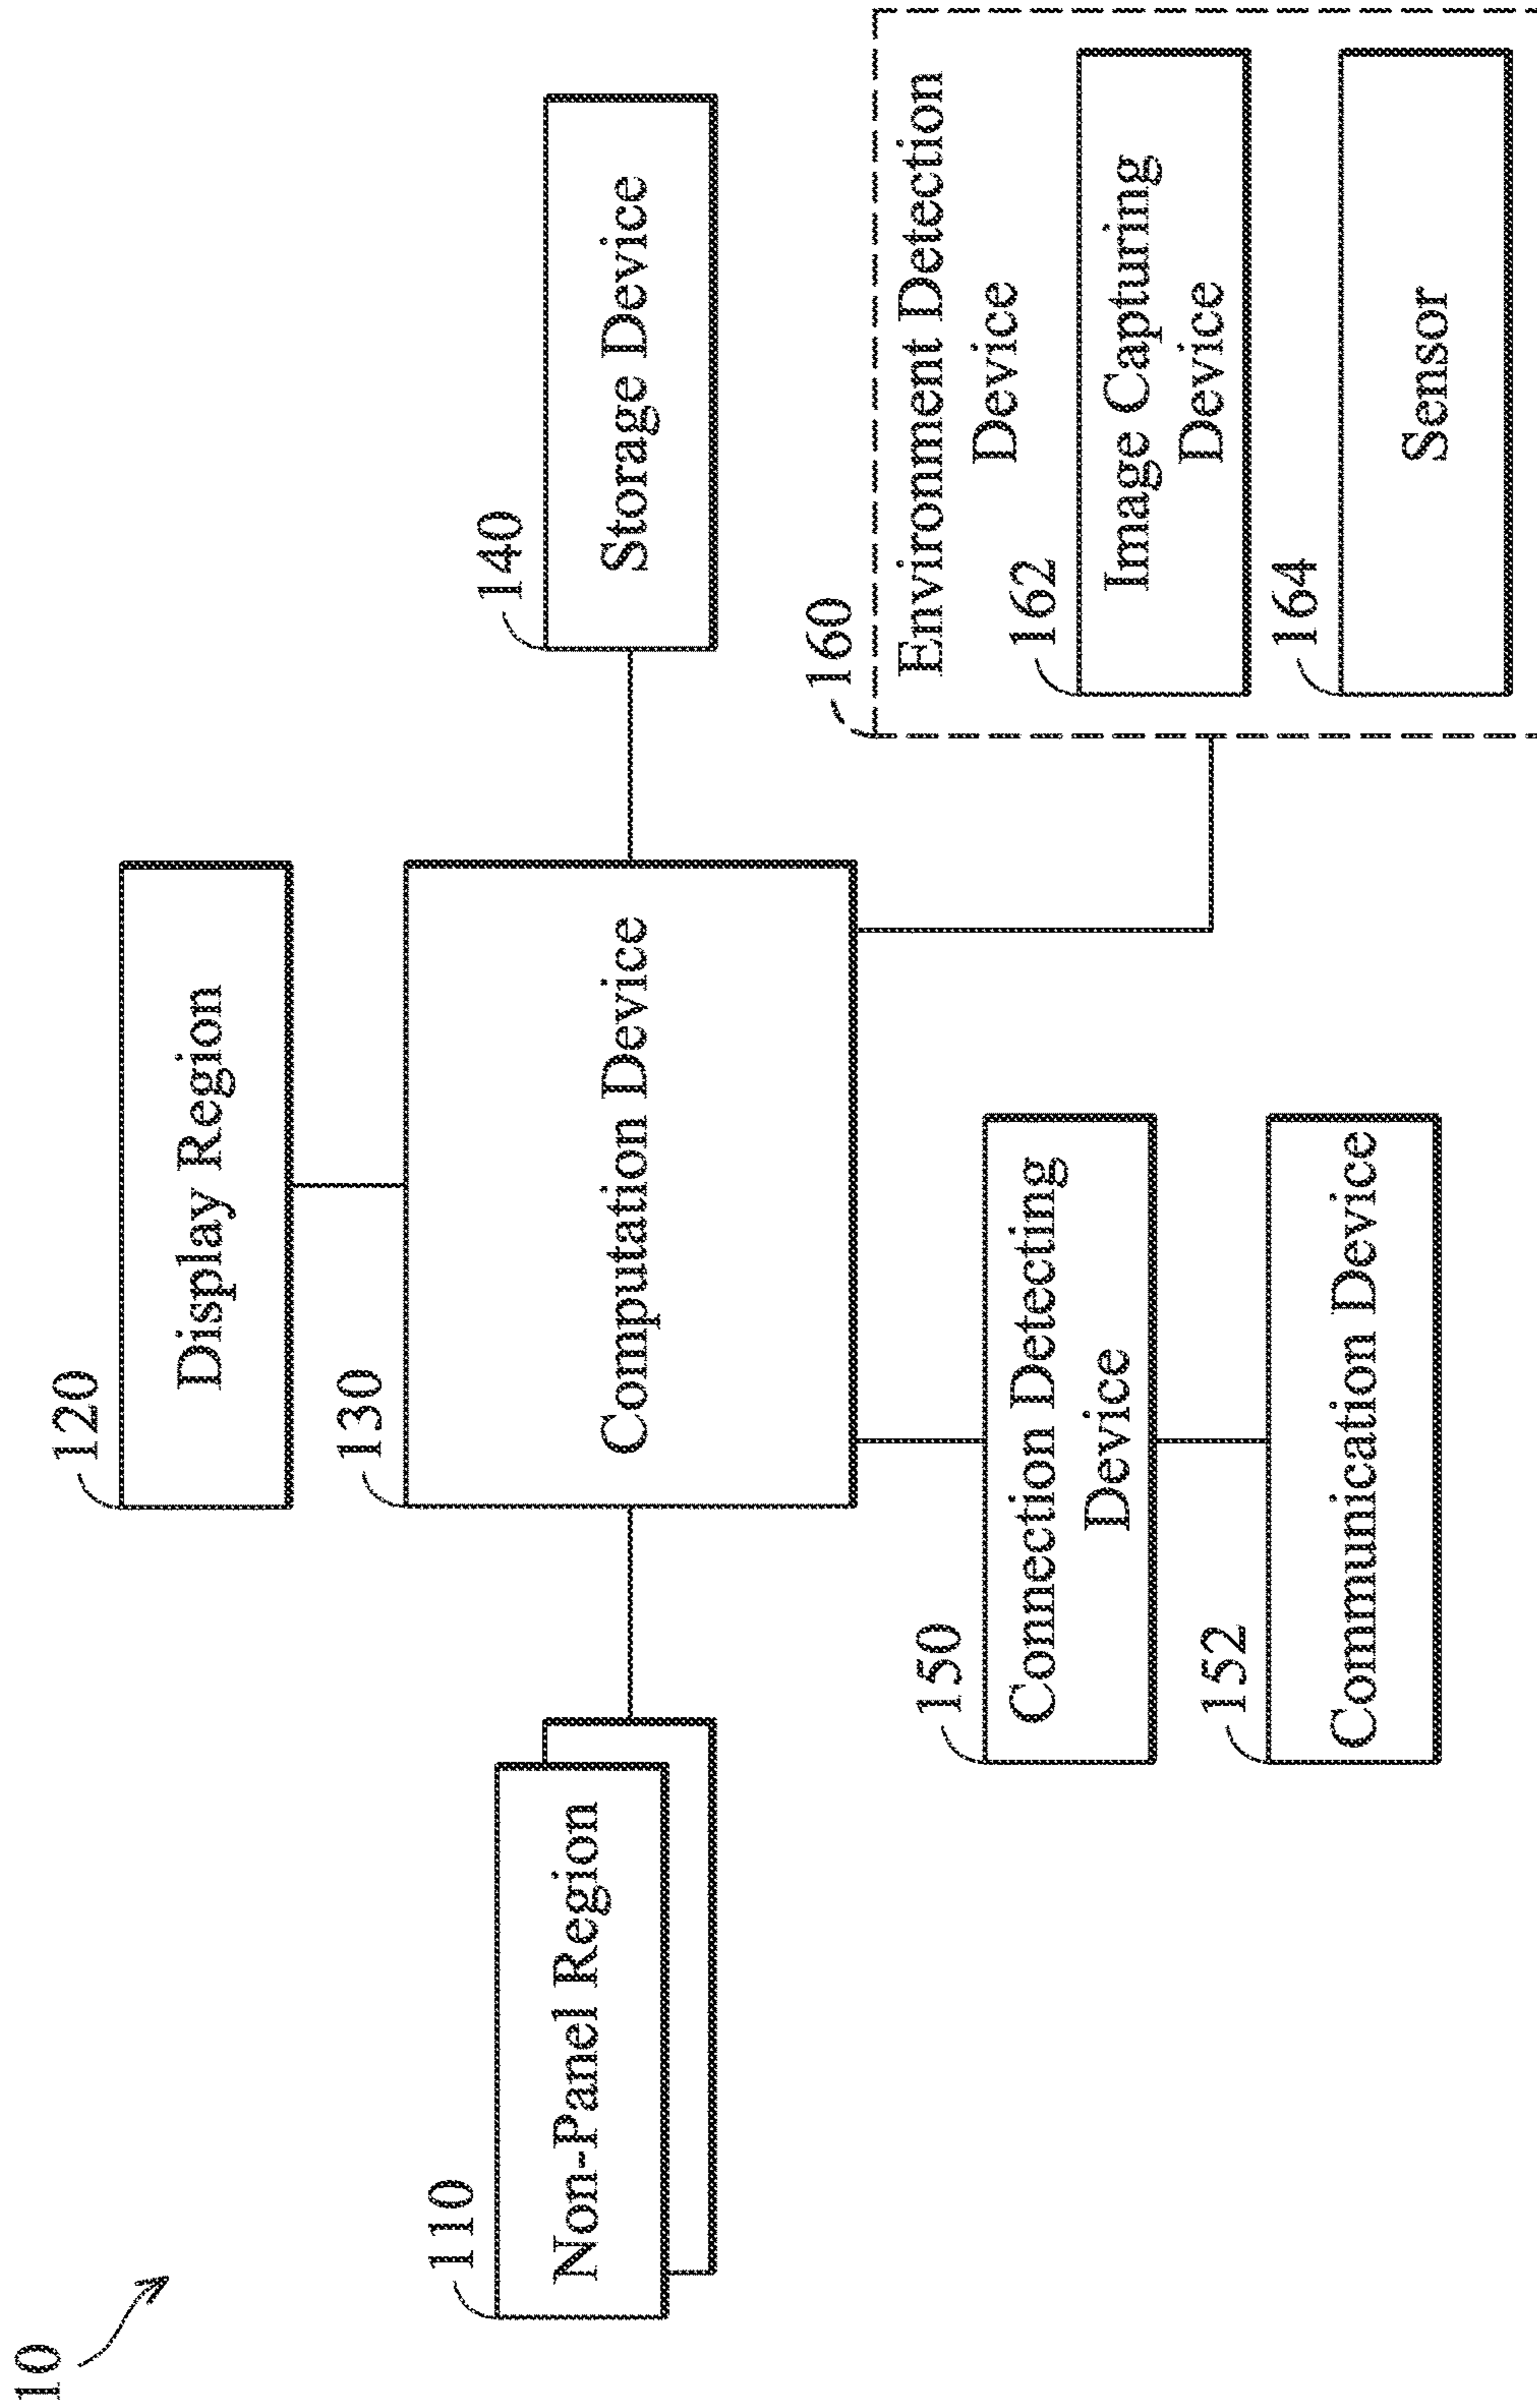 10
120
Display Region
110
Non-Panel Region
130
Computation Device
140
Storage Device
150
Connection Detecting
Device
152
Communication Device
160
Environment Detection
Device
162
Image Capturing
Device
164
Sensor